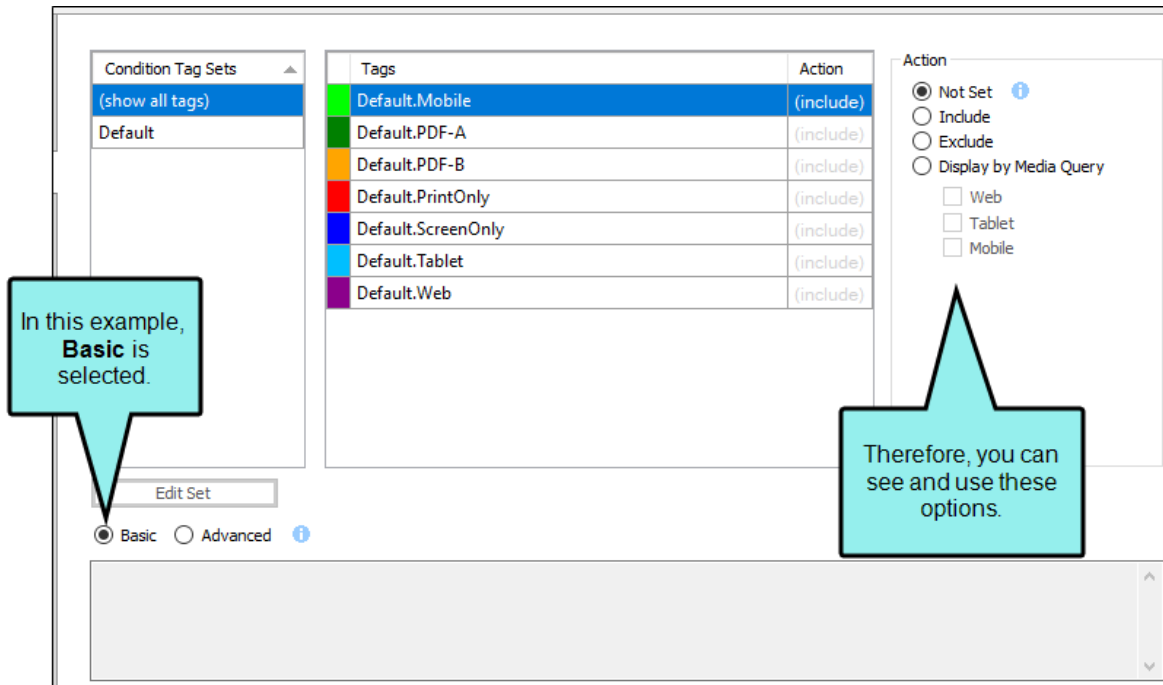 Condition Tag Sets
(show all tags)
Default
Tags Action
Default.Mobile (include)
Default.PDF-A (include)
Default.PDF-B (include)
Default.PrintOnly (include)
Default.ScreenOnly (include)
Default.Tablet (include)
Default.Web (include)
Action
Not Set
Include
Exclude
Display by Media Query
Web
Tablet
Mobile
In this example,
Basic is
selected.
Therefore, you can
see and use these
options.
Edit Set
Basic Advanced